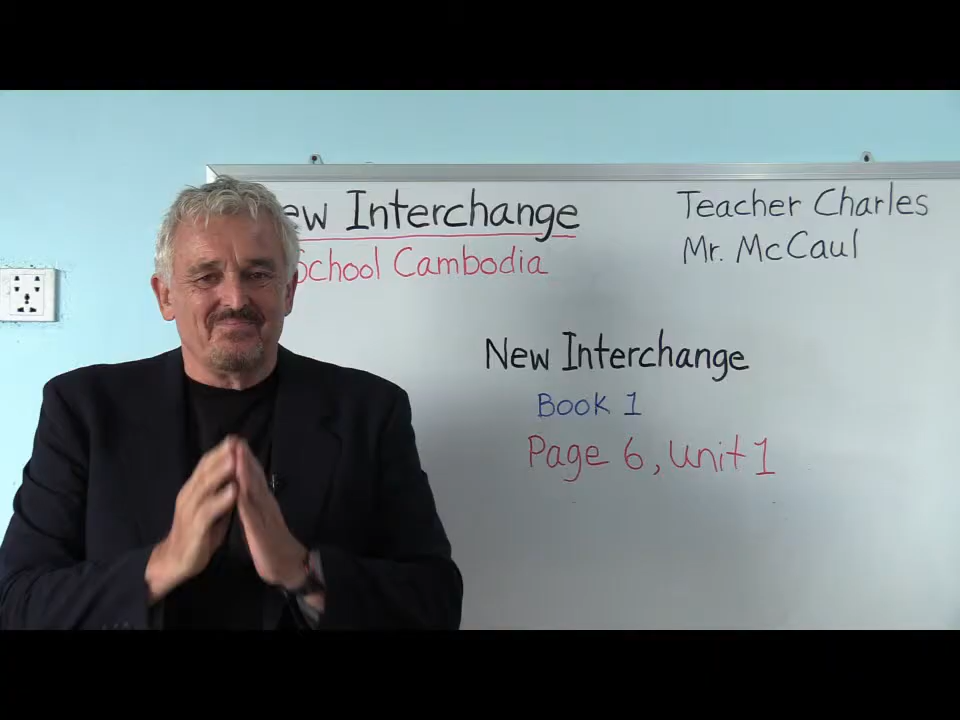 ew Interchange
School Cambodia
Teacher Charles
Mr. McCaul
New Interchange
Book 1
Page 6, Unit 1